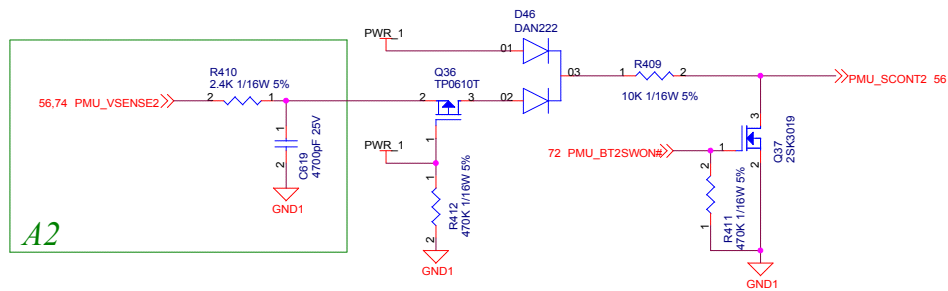 D46
DAN222
PWR_1
01
03
02
R410
2.4K 1/16W 5%
56,74 PMU_VSENSE2
2
1
Q36
TP0610T
2
3
1
R409
1
2
10K 1/16W 5%
PMU_SCONT2 56
1
2
C619
4700pF 25V
GND1
A2
PWR_1
1
2
R412
470K 1/16W 5%
GND1
72 PMU_BT2SWON#
1
3
2
Q37
2SK3019
2
1
R411
470K 1/16W 5%
GND1